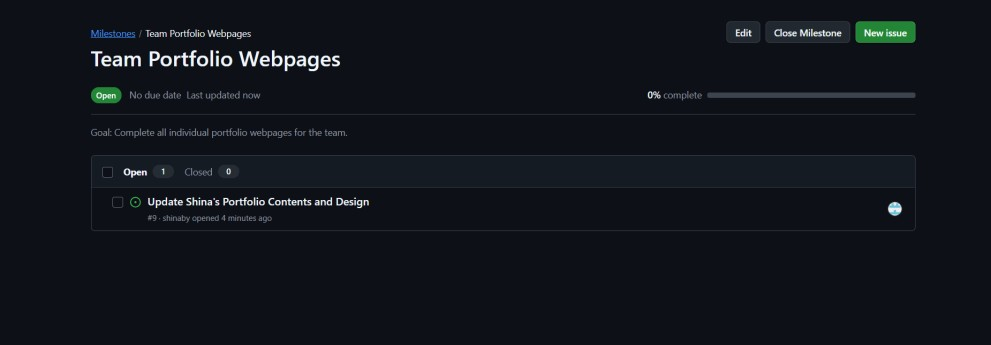 Milestones / Team Portfolio Webpages
Edit
Close Milestone
New issue
Team Portfolio Webpages
Open No due date Last updated now
0% complete
Goal: Complete all individual portfolio webpages for the team.
Open 1 Closed 0
Update Shina's Portfolio Contents and Design
#9 · shinaby opened 4 minutes ago